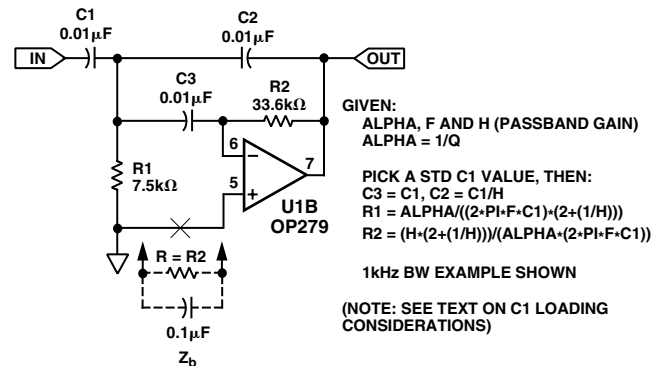 C1
0.01μF
C2
0.01μF
IN
OUT
C3
0.01μF
R2
33.6kΩ
R1
7.5kΩ
6
7
5
U1B
OP279
R = R2
0.1μF
Zb
GIVEN:
ALPHA, F AND H (PASSBAND GAIN)
ALPHA = 1/Q
PICK A STD C1 VALUE, THEN:
C3 = C1, C2 = C1/H
R1 = ALPHA/((2*PI*F*C1)*(2+(1/H)))
R2 = (H*(2+(1/H)))/(ALPHA*(2*PI*F*C1))
1kHz BW EXAMPLE SHOWN
(NOTE: SEE TEXT ON C1 LOADING
CONSIDERATIONS)